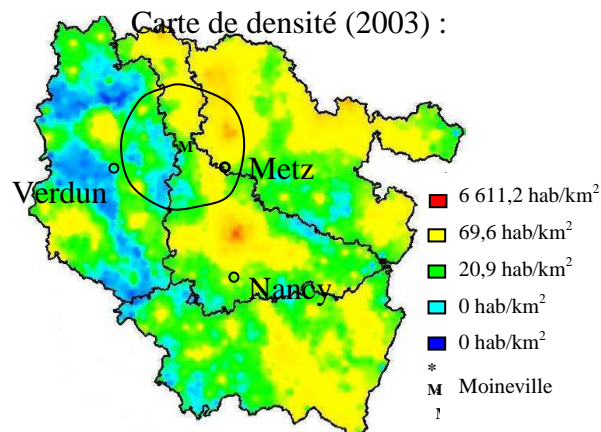 Carte de densité (2003) :
M
Metz
Verdun
Nancy
6 611,2 hab/km²
69,6 hab/km²
20,9 hab/km²
0 hab/km²
0 hab/km²
*
M Moineville